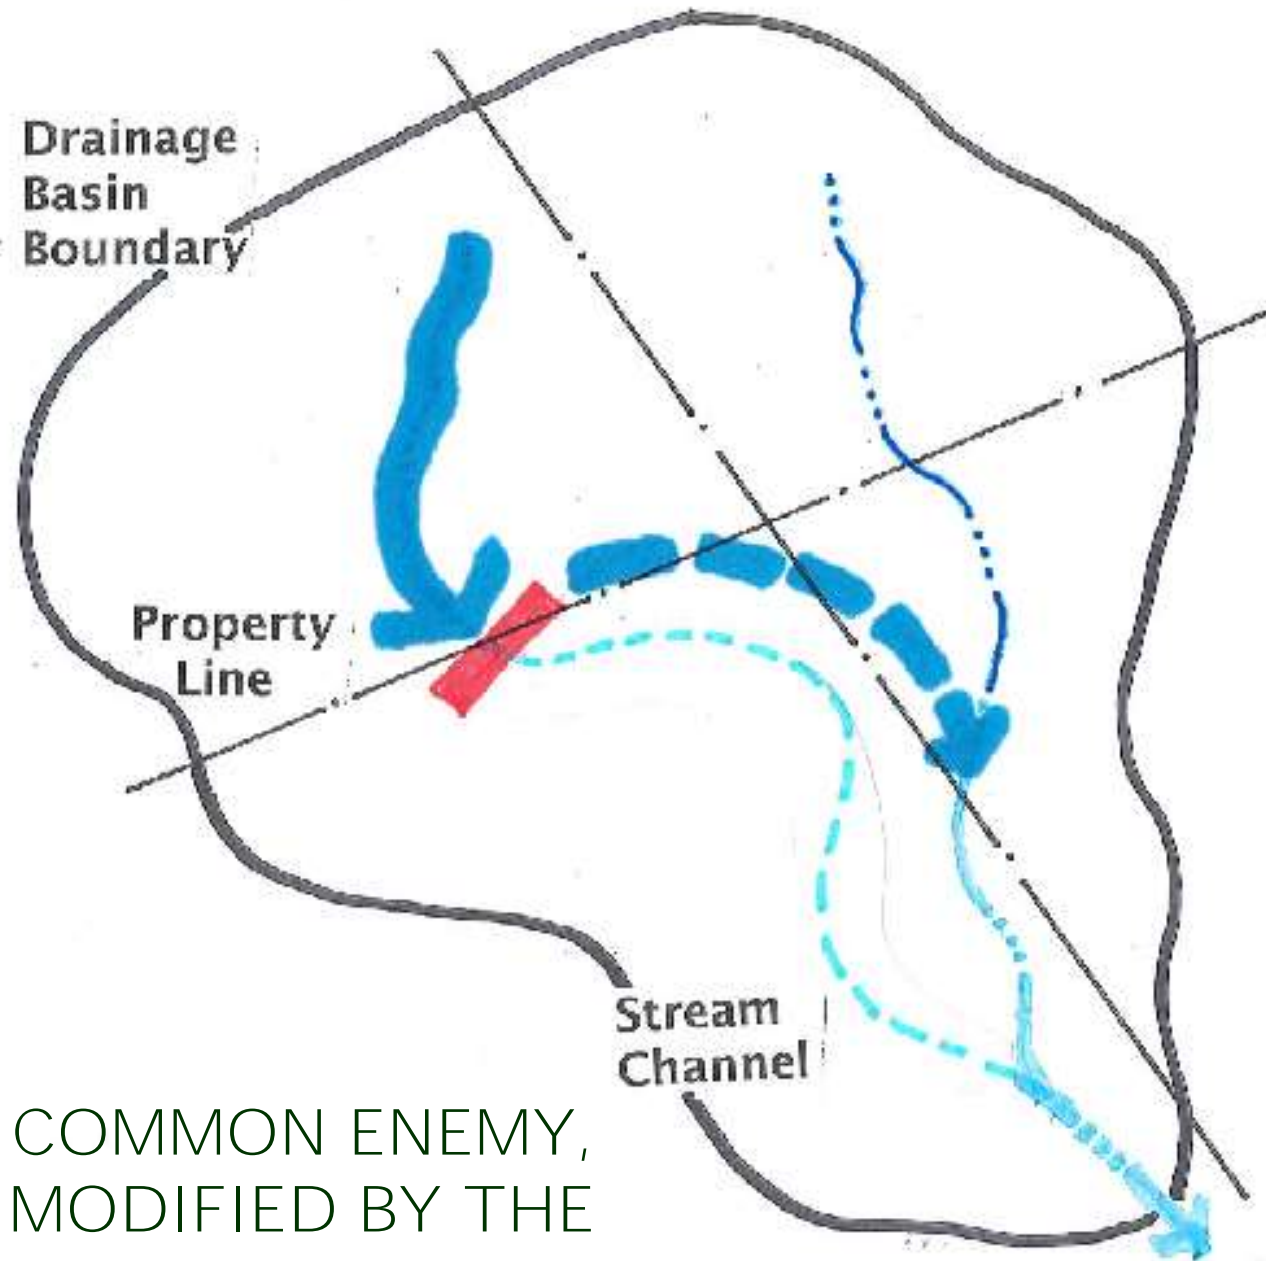 Drainage
Basin
Boundary
Property
Line
Stream
Channel
COMMON ENEMY,
MODIFIED BY THE